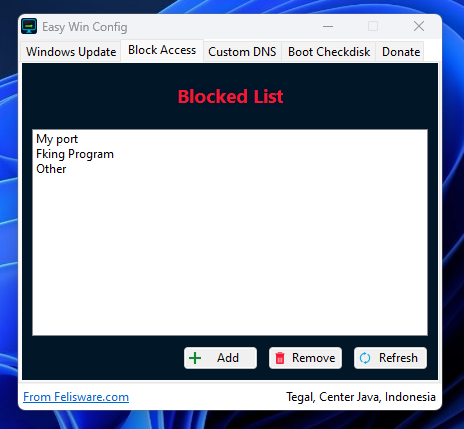 Easy Win Config
Windows Update Block Access Custom DNS Boot Checkdisk Donate
Blocked List
My port
Fking Program
Other
Add Remove Refresh
From Felisware.com Tegal, Center Java, Indonesia